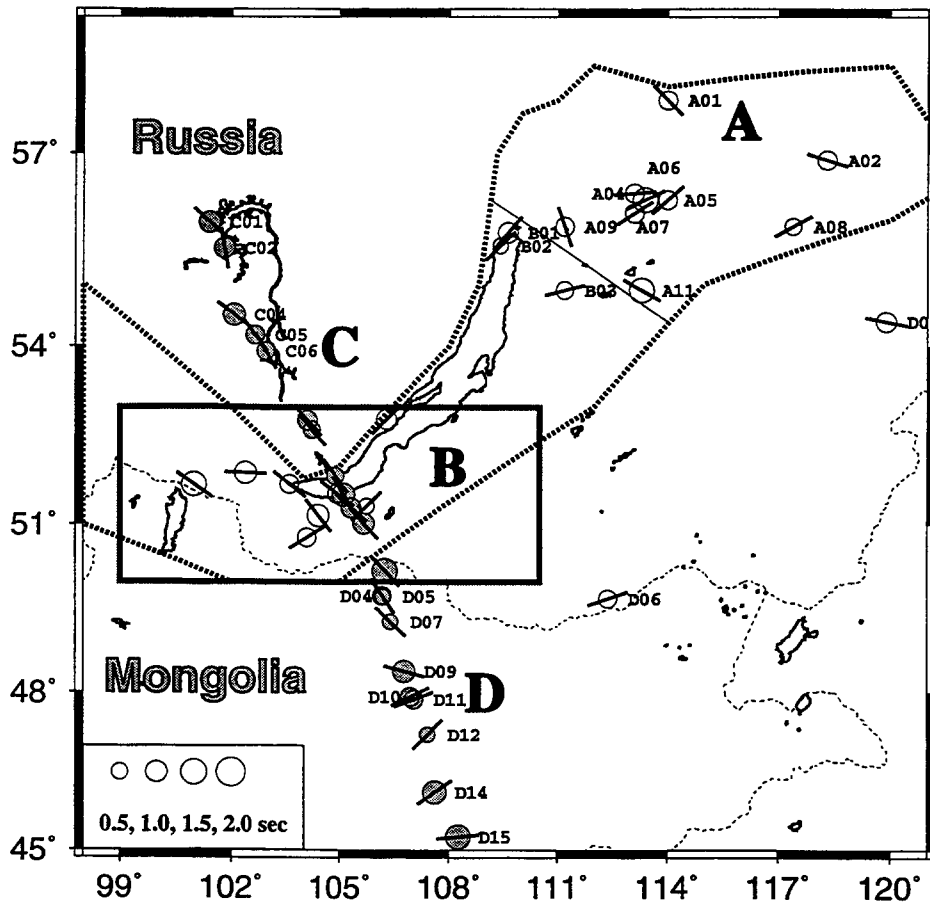 A01
A
Russia
57°
A06
A02
A04
A05
C01
A09
A07
A08
B01
B02
C02
B03
A11
C04
D0
C05
54°
C06
C
B
51°
D04
D05
D06
D07
Mongolia
D09
48°
D10
D11
D
D12
D14
0.5, 1.0, 1.5, 2.0 sec
D15
45°
99°
102°
105°
108°
111°
114°
117°
120°